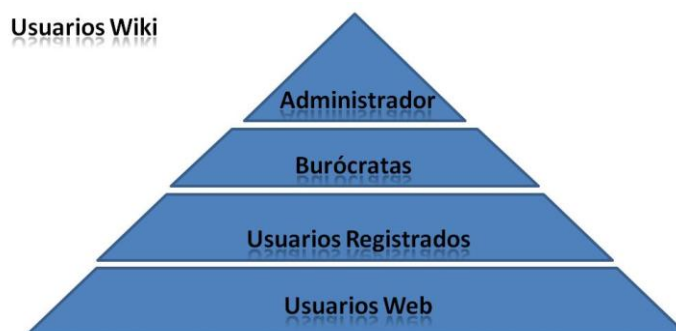 Usuarios Wiki
Administrador
Burócratas
Usuarios Registrados
Usuarios Web